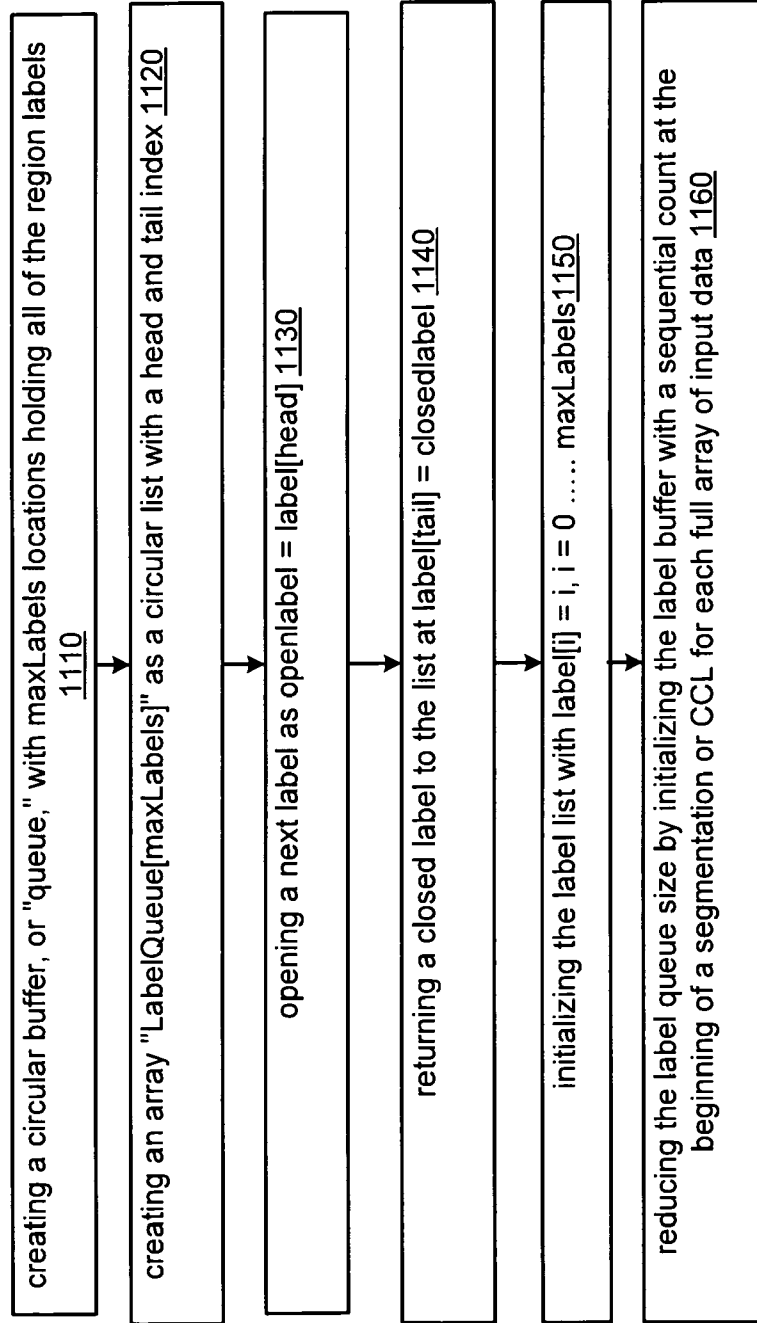 creating a circular buffer, or "queue," with maxLabels locations holding all of the region labels
1110
creating an array "LabelQueue[maxLabels]" as a circular list with a head and tail index 1120
opening a next label as openlabel = label[head] 1130
returning a closed label to the list at label[tail] = closedlabel 1140
initializing the label list with label[i] = i, i = 0 ..... maxLabels1150
reducing the label queue size by initializing the label buffer with a sequential count at the
beginning of a segmentation or CCL for each full array of input data 1160